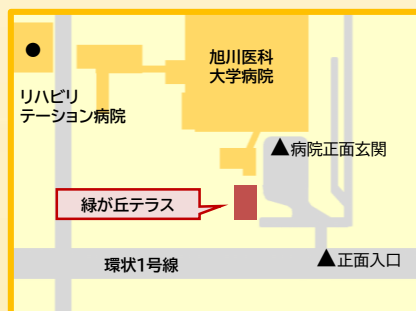 旭川医科
大学病院
リハビリ
テーション病院
▲病院正面玄関
緑が丘テラス
環状1号線
▲正面入口